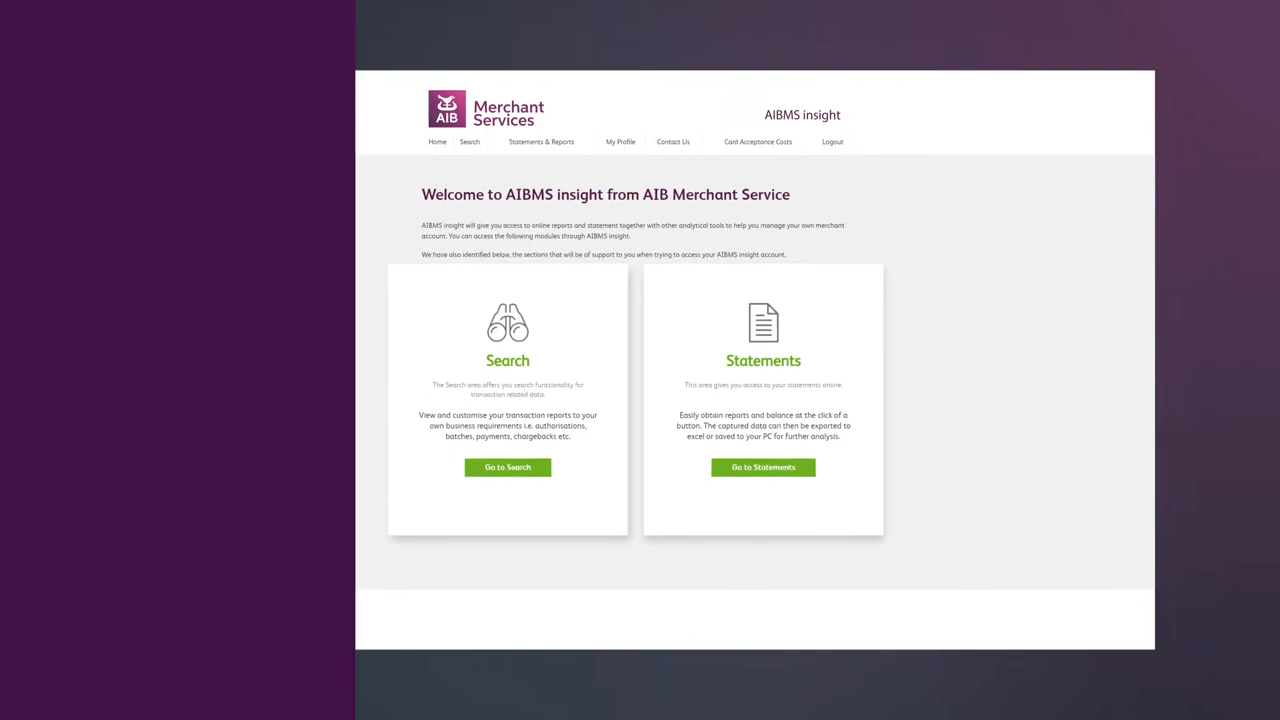 AIB
Merchant
Services
AIBMS insight
Home Search Statements & Reports My Profile Contact Us Card Acceptance Costs Logout
Welcome to AIBMS insight from AIB Merchant Service
AIBMS insight will give you access to online reports and statement together with other analytical tools to help you manage your own merchant
account. You can access the following modules through AIBMS insight.
We have also identified below, the sections that will be of support to you when trying to access your AIBMS insight account.
Search
The Search area offers you search functionality for
transaction related data.
View and customise your transaction reports to your
own business requirements i.e. authorisations,
batches, payments, chargebacks etc.
Go to Search
Statements
This area gives you access to your statements online.
Easily obtain reports and balance at the click of a
button. The captured data can then be exported to
excel or saved to your PC for further analysis.
Go to Statements